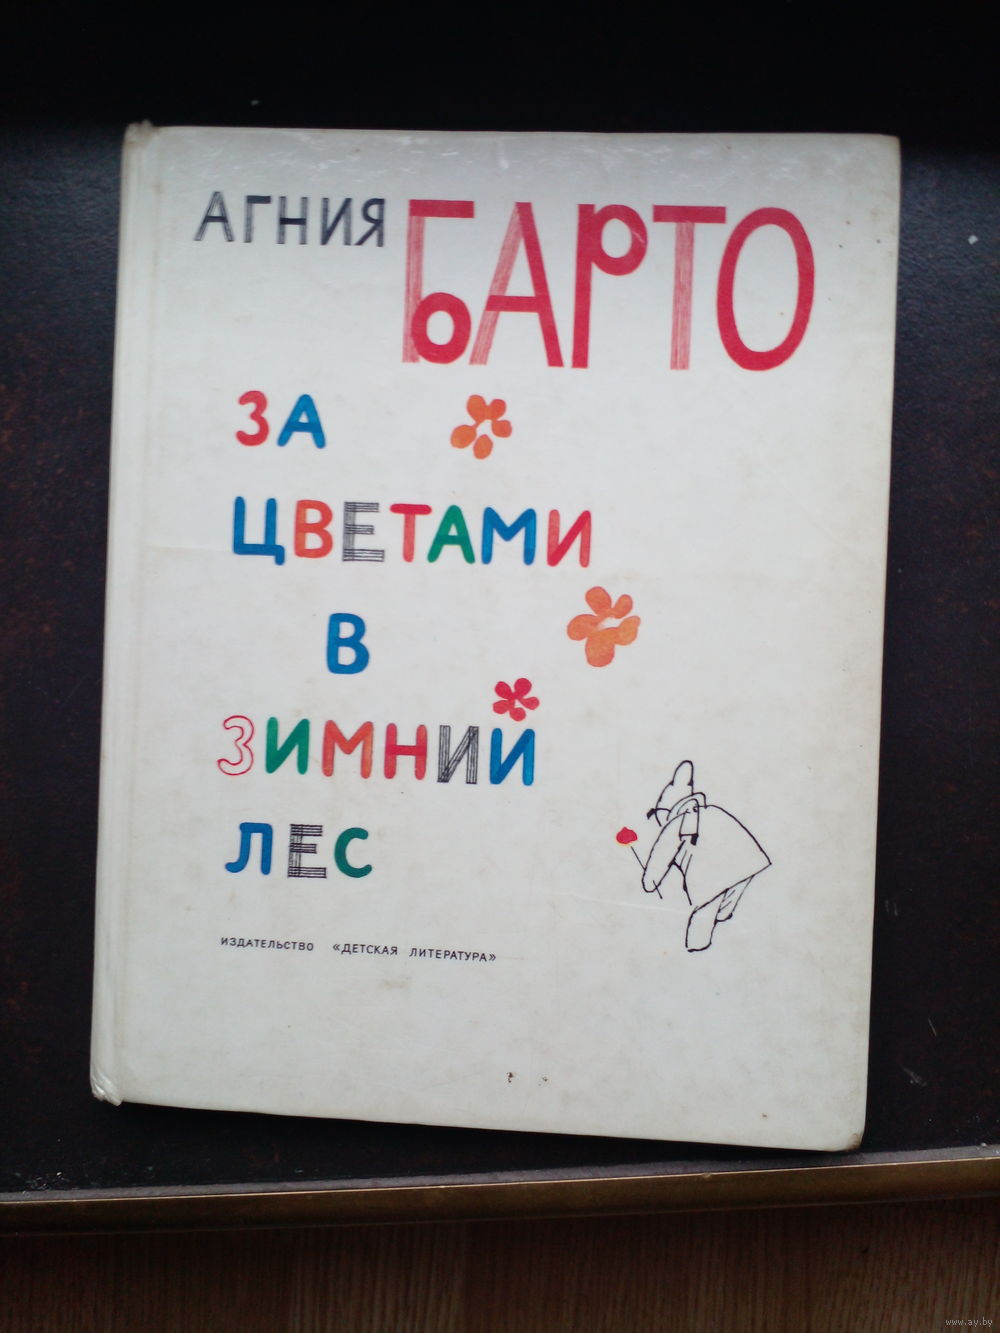 АГНИЯ БАРТО
ЗА
ЦВЕТАМИ
В
ЗИМНИЙ
ЛЕС
ИЗДАТЕЛЬСТВО «ДЕТСКАЯ ЛИТЕРАТУРА»
www.ay.by